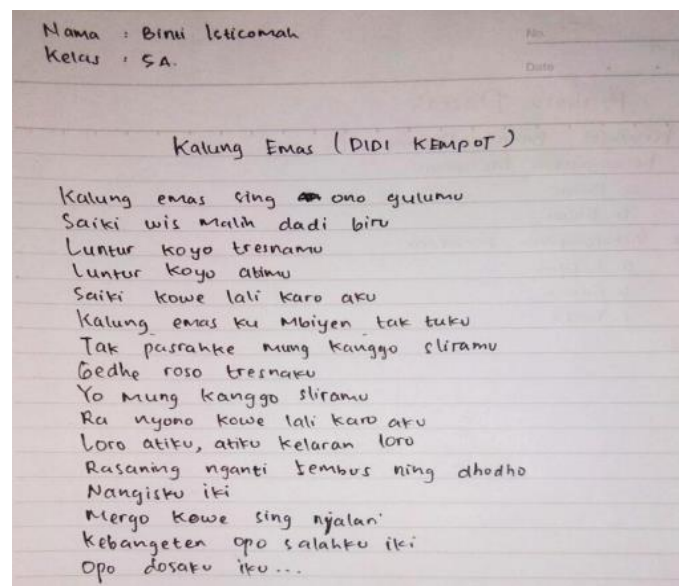 No.
Date
Nama : Binti Isticomah
Kelas : 5A.
Kalung Emas (DIDI KEMPOT)
Kalung emas sing ono gulumu
Saiki wis malih dadi biru
Luntur koyo tresnamu
Luntur koyo atimu
Saiki kowe lali karo aku
Kalung emas ku Mbiyen tak tuku
Tak pasrahke mung kanggo sliramu
Gedhe roso tresnaku
Yo mung kanggo sliramu
Ra nyono kowe lali karo aku
Loro atiku, atiku kelaran loro
Rasaning nganti tembus ning dhodho
Nangisku iki
Mergo kowe sing njalari
Kebangeten opo salahku iki
Opo dosaku iku...